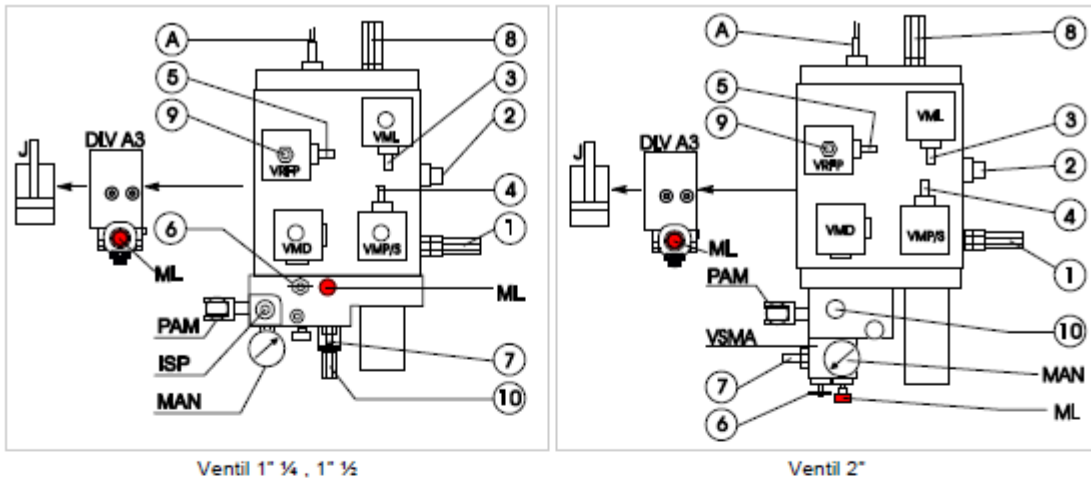 A
8
5
3
9
2
VML
VRFP
J
DLV A3
4
6
1
VMD
VMP/S
ML
ML
PAM
ISP
7
MAN
10
Ventil 1" ¼ , 1" ½
A
8
5
9
3
VML
VRFP
2
J
DLV A3
4
VMD
VMP/S
ML
1
PAM
10
VSMA
7
MAN
6
ML
Ventil 2"